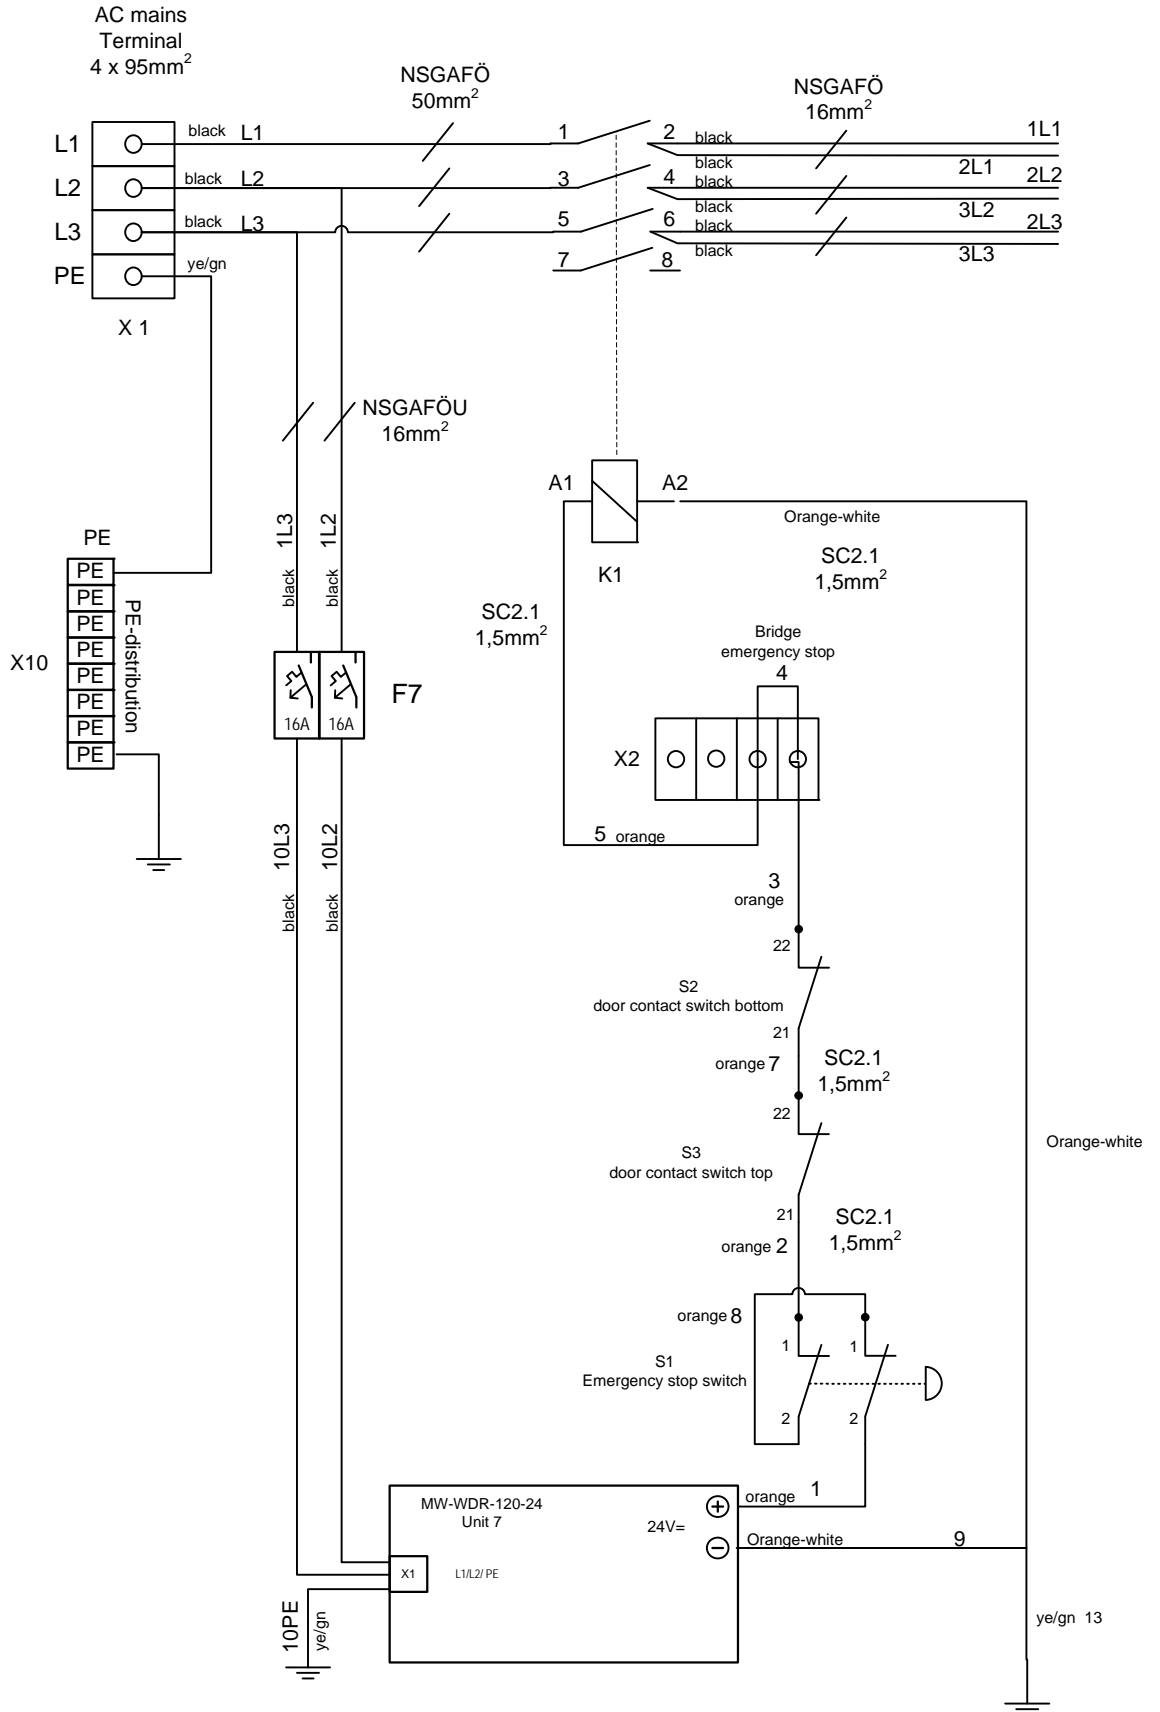 AC mains
Terminal
4 x 95mm²
NSGAFÖ
50mm²
NSGAFÖ
16mm²
L1
black L1
1 2
black
1L1
black
2L1
L2
black L2
3 4
black
2L2
black
3L2
L3
black L3
5 6
black
2L3
black
3L3
PE
ye/gn
7 8
X 1
NSGAFÖU
16mm²
A1 A2
Orange-white
K1
SC2.1
1,5mm²
SC2.1
1,5mm²
1L3
black
1L2
black
PE
PE
PE
PE
PE
PE
PE
PE
PE
PE-distribution
X10
16A
16A
F7
Bridge
emergency stop
4
X2
5 orange
10L3
black
10L2
black
3
orange
22
S2
door contact switch bottom
21
orange 7
SC2.1
1,5mm²
22
S3
door contact switch top
Orange-white
21
SC2.1
1,5mm²
orange 2
orange 8
1 1
S1
Emergency stop switch
2 2
MW-WDR-120-24
Unit 7
24V=
+
orange 1
−
Orange-white 9
X1
L1/L2/ PE
10PE
ye/gn
ye/gn 13